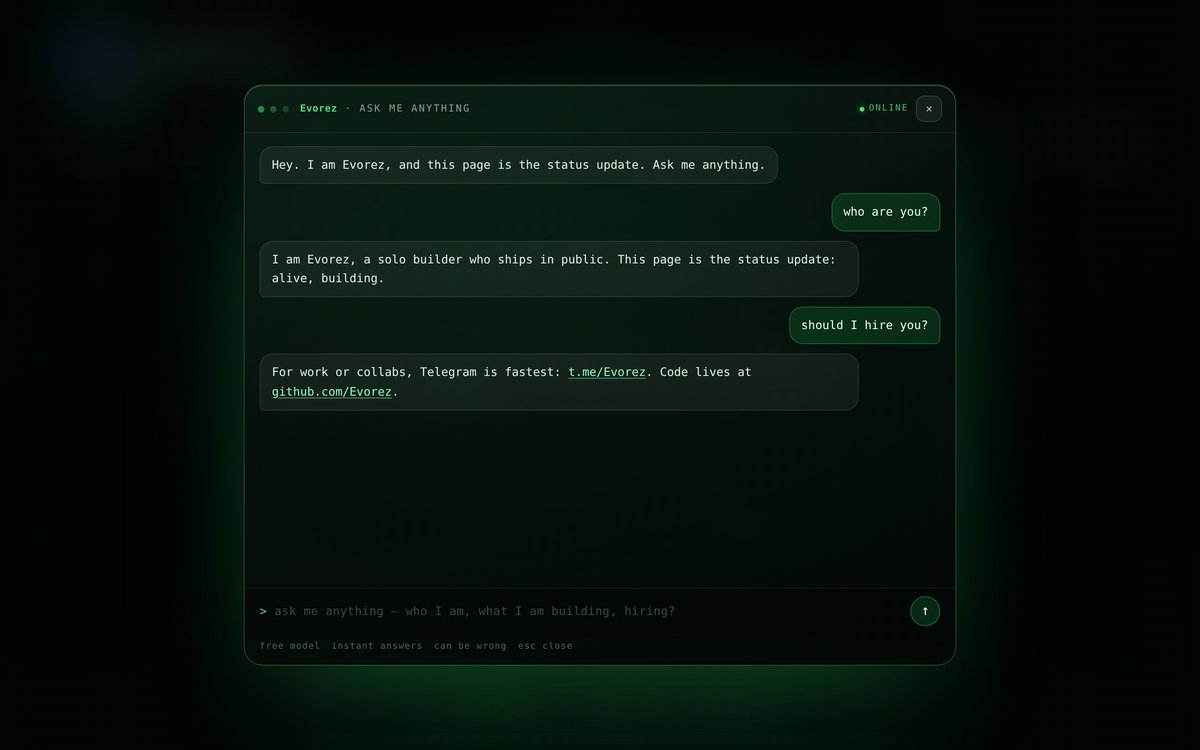 Evorez · ASK ME ANYTHING
ONLINE ×
Hey. I am Evorez, and this page is the status update. Ask me anything.
who are you?
I am Evorez, a solo builder who ships in public. This page is the status update:
alive, building.
should I hire you?
For work or collabs, Telegram is fastest: t.me/Evorez. Code lives at
github.com/Evorez.
> ask me anything — who I am, what I am building, hiring?
↑
free model instant answers can be wrong esc close